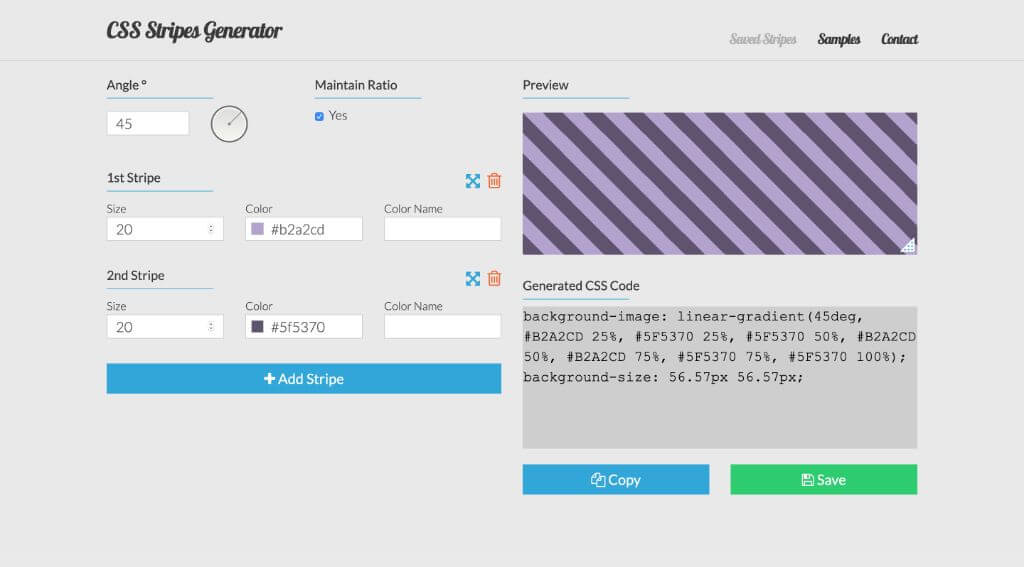 CSS Stripes Generator
Saved Stripes Samples Contact
Angle °
45
Maintain Ratio
Yes
1st Stripe
Size Color Color Name
20 #b2a2cd
2nd Stripe
Size Color Color Name
20 #5f5370
Add Stripe
Preview
Generated CSS Code
background-image: linear-gradient(45deg,
#B2A2CD 25%, #5F5370 25%, #5F5370 50%, #B2A2CD
50%, #B2A2CD 75%, #5F5370 75%, #5F5370 100%);
background-size: 56.57px 56.57px;
Copy Save